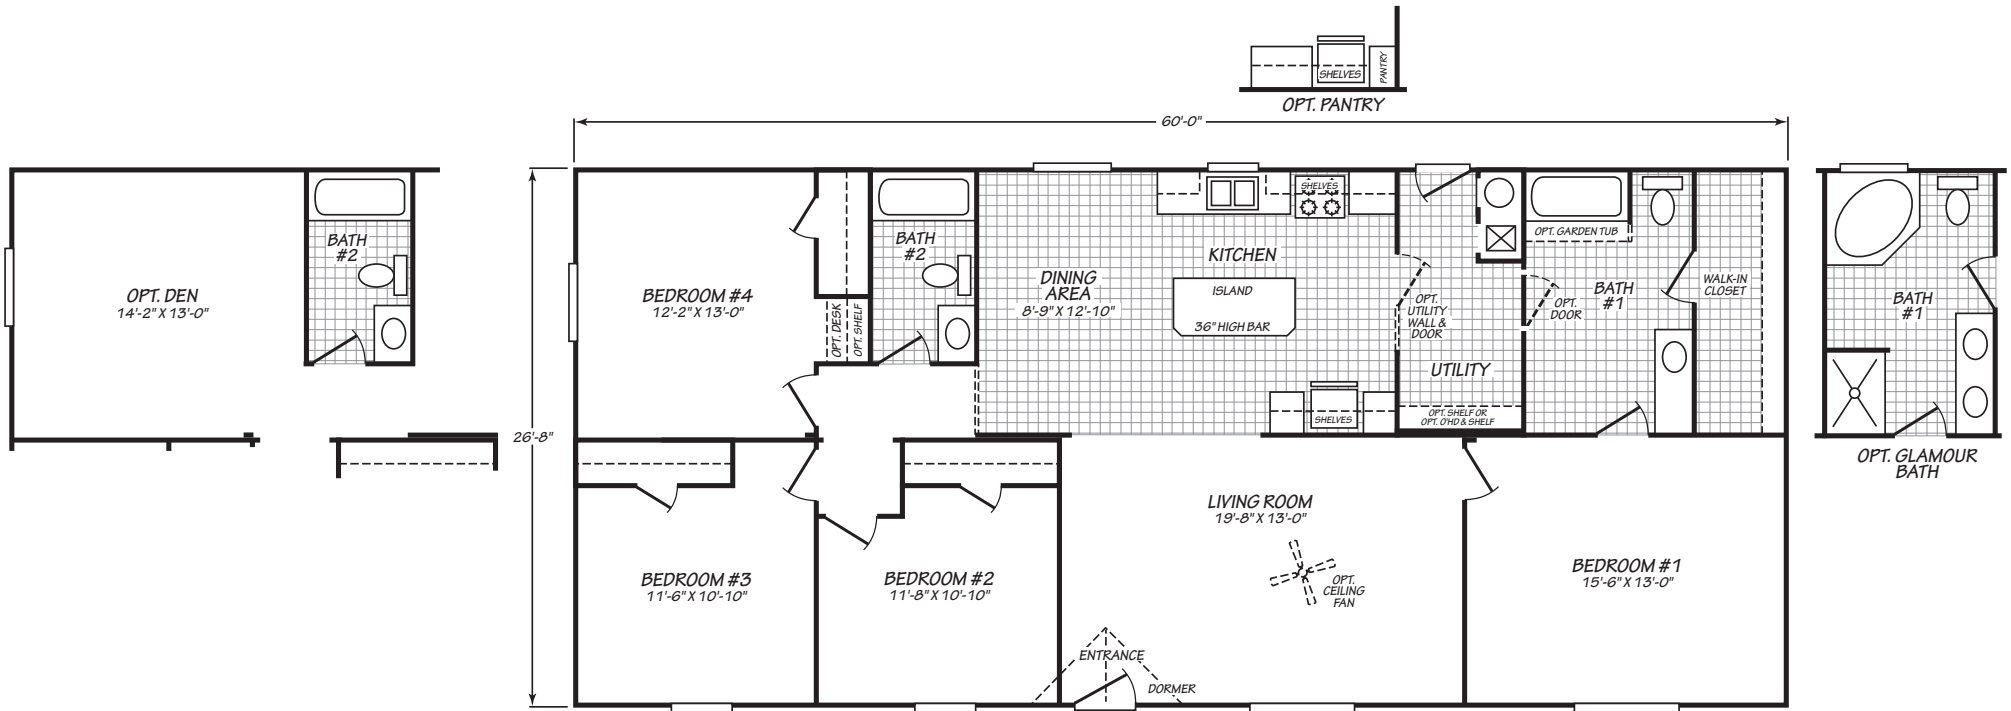 SHELVES
PANTRY
OPT. PANTRY
60'-0"
OPT. DEN
14'-2" X 13'-0"
BATH
#2
26'-8"
BEDROOM #4
12'-2" X 13'-0"
OPT. DESK
OPT. SHELF
BATH
#2
DINING
AREA
8'-9" X 12'-10"
KITCHEN
SHELVES
ISLAND
36" HIGH BAR
SHELVES
OPT.
UTILITY
WALL &
DOOR
UTILITY
OPT. SHELF OR
OPT. O'HD & SHELF
OPT. GARDEN TUB
OPT.
DOOR
BATH
#1
WALK-IN
CLOSET
BATH
#1
OPT. GLAMOUR
BATH
BEDROOM #3
11'-6" X 10'-10"
BEDROOM #2
11'-8" X 10'-10"
LIVING ROOM
19'-8" X 13'-0"
OPT.
CEILING
FAN
ENTRANCE
DORMER
BEDROOM #1
15'-6" X 13'-0"